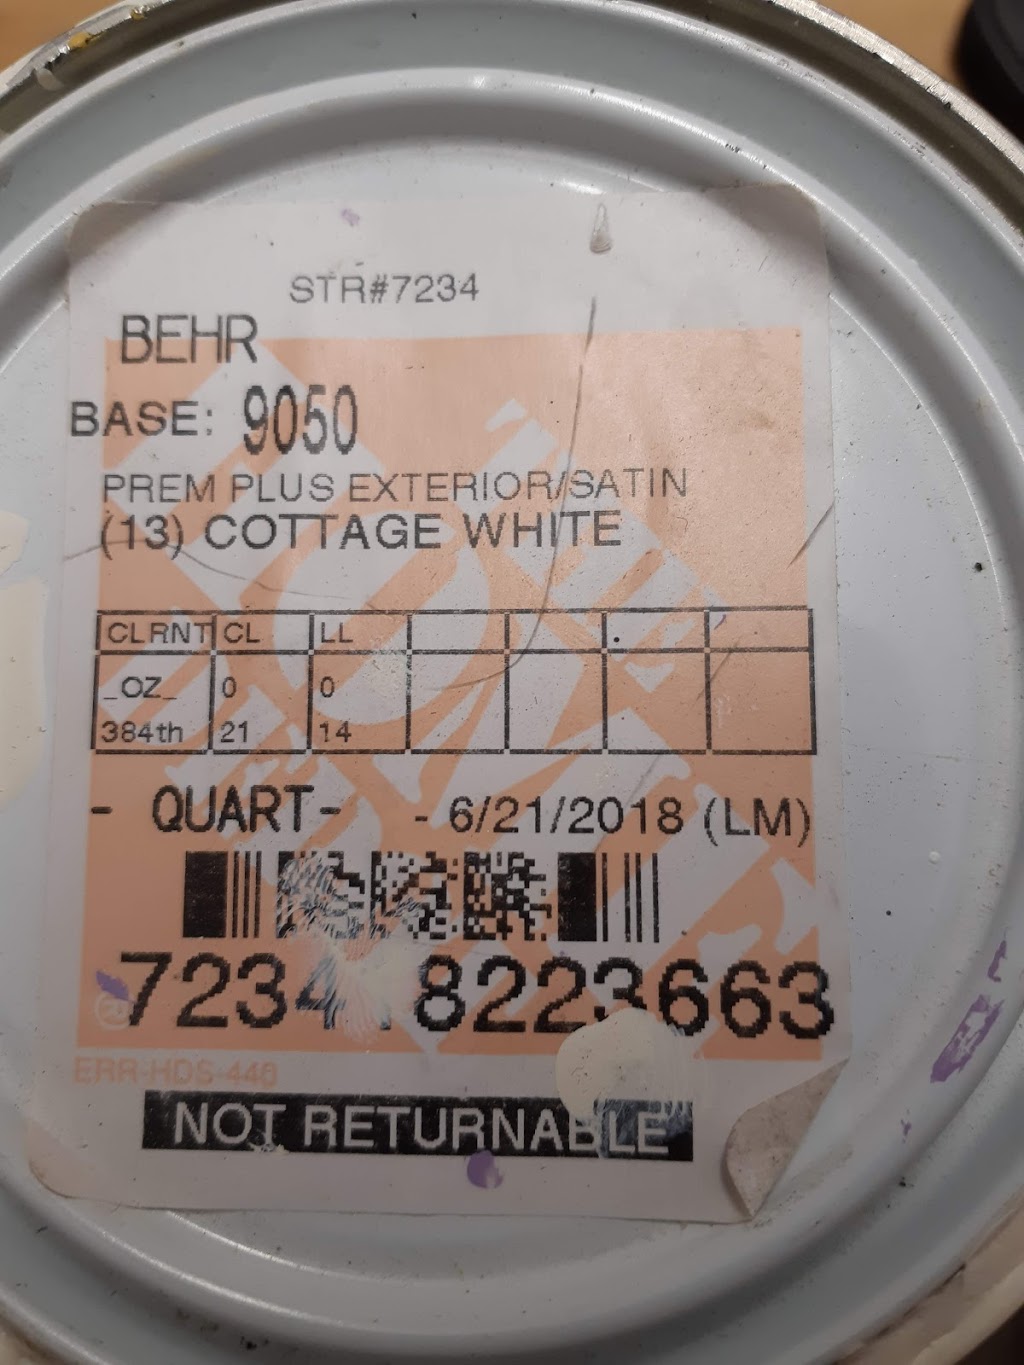 STR#7234
BEHR
BASE: 9050
PREM PLUS EXTERIOR/SATIN
(13) COTTAGE WHITE
CLRNT CL LL
_OZ_ 0 0
384th 21 14
- QUART- - 6/21/2018 (LM)
7234 8223663
ERR-HDS-440
NOT RETURNABLE